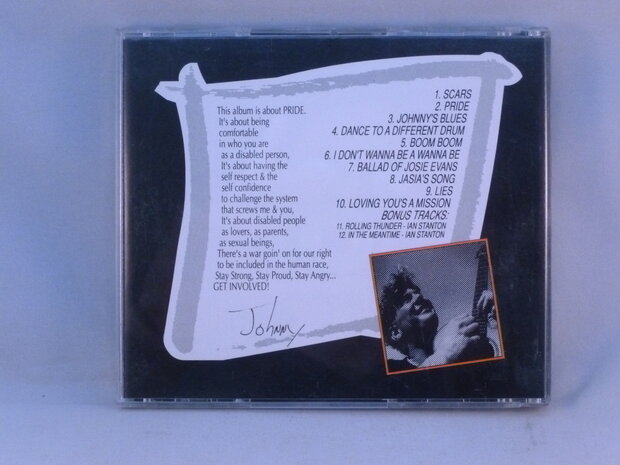 This album is about PRIDE.
It's about being
comfortable
in who you are
as a disabled person,
It's about having the
self respect & the
self confidence
to challenge the system
that screws me & you,
It's about disabled people
as lovers, as parents,
as sexual beings,
There's a war goin' on for our right
to be included in the human race,
Stay Strong, Stay Proud, Stay Angry...
GET INVOLVED!
Johnny
1. SCARS
2. PRIDE
3. JOHNNY'S BLUES
4. DANCE TO A DIFFERENT DRUM
5. BOOM BOOM
6. I DON'T WANNA BE A WANNA BE
7. BALLAD OF JOSIE EVANS
8. JASIA'S SONG
9. LIES
10. LOVING YOU'S A MISSION
BONUS TRACKS:
11. ROLLING THUNDER - IAN STANTON
12. IN THE MEANTIME - IAN STANTON